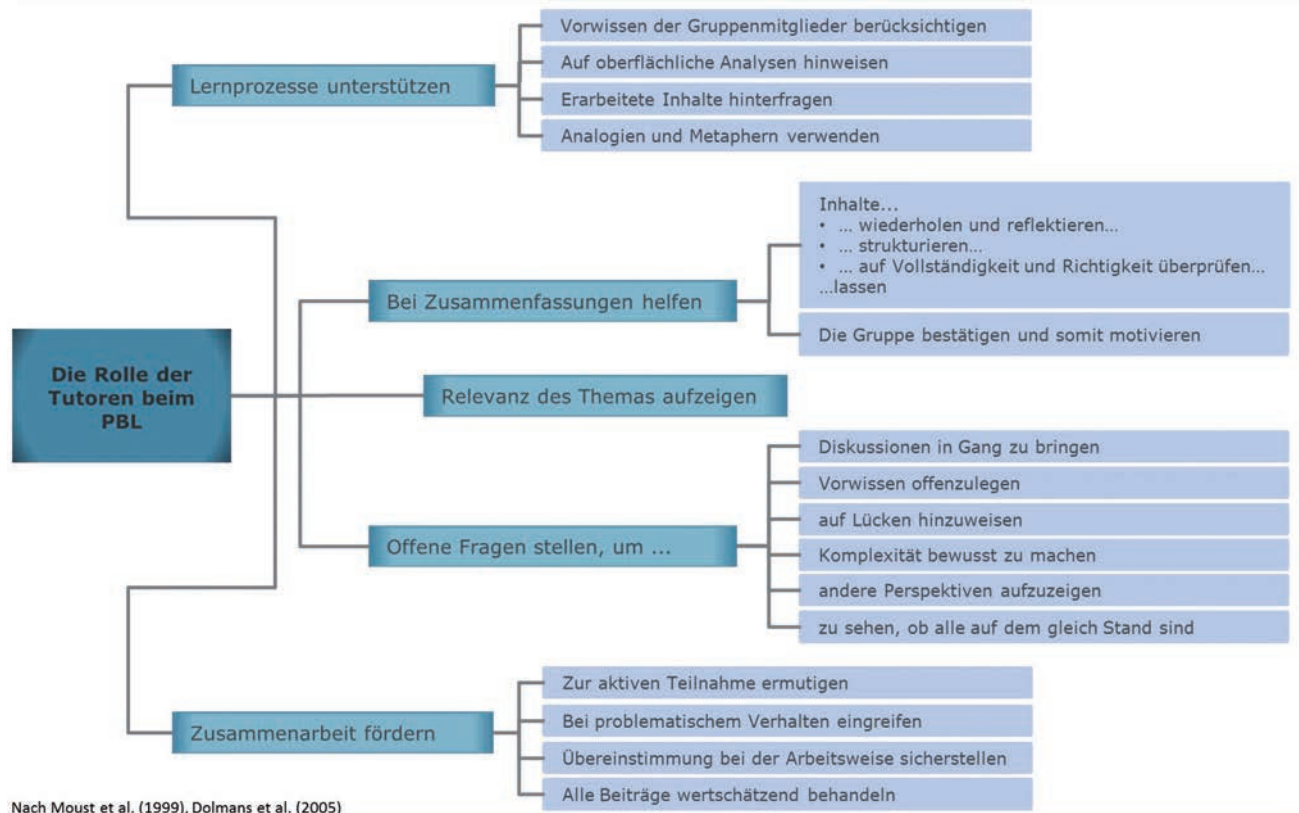 Vorwissen der Gruppenmitglieder berücksichtigen
Lernprozesse unterstützen
Auf oberflächliche Analysen hinweisen
Erarbeitete Inhalte hinterfragen
Analogien und Metaphern verwenden
Inhalte...
• ... wiederholen und reflektieren...
• ... strukturieren...
• ... auf Vollständigkeit und Richtigkeit überprüfen...
...lassen
Bei Zusammenfassungen helfen
Die Gruppe bestätigen und somit motivieren
Die Rolle der
Tutoren beim
PBL
Relevanz des Themas aufzeigen
Diskussionen in Gang zu bringen
Vorwissen offenzulegen
auf Lücken hinzuweisen
Offene Fragen stellen, um ...
Komplexität bewusst zu machen
andere Perspektiven aufzuzeigen
zu sehen, ob alle auf dem gleich Stand sind
Zur aktiven Teilnahme ermutigen
Bei problematischem Verhalten eingreifen
Zusammenarbeit fördern
Übereinstimmung bei der Arbeitsweise sicherstellen
Alle Beiträge wertschätzend behandeln
Nach Moust et al. (1999), Dolmans et al. (2005)